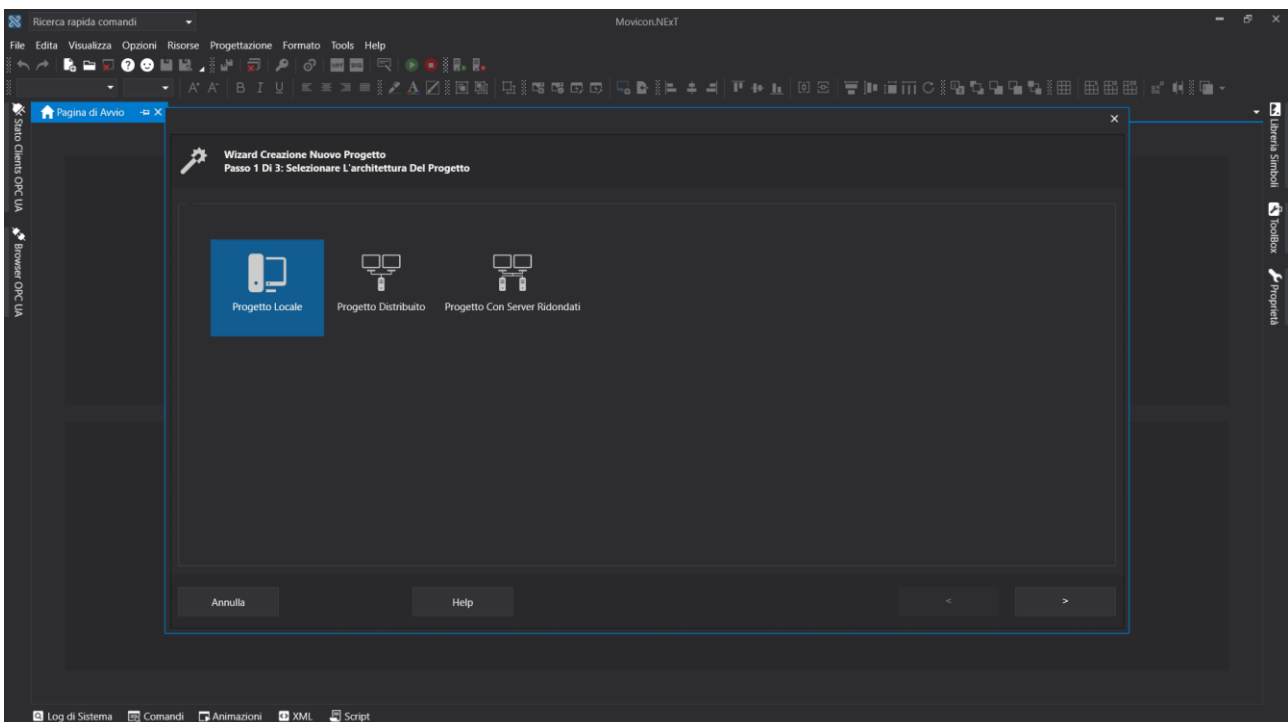 Ricerca rapida comandi
Movicon.NExT
File Edita Visualizza Opzioni Risorse Progettazione Formato Tools Help
A A B I U
Pagina di Avvio
Stato Clients OPC UA
Browser OPC UA
Wizard Creazione Nuovo Progetto
Passo 1 Di 3: Selezionare L'architettura Del Progetto
Progetto Locale
Progetto Distribuito
Progetto Con Server Ridondati
Annulla
Help
<
>
Libreria Simboli
ToolBox
Proprietà
Log di Sistema Comandi Animazioni XML Script